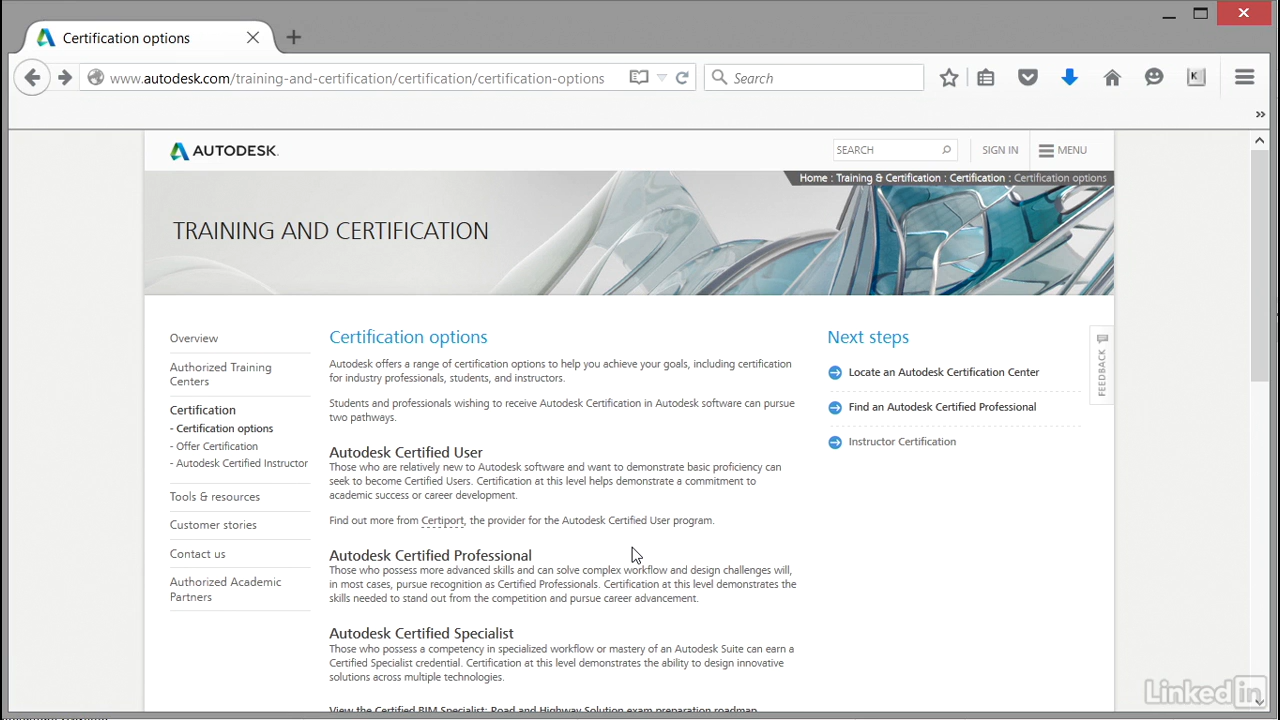 Certification options
www.autodesk.com/training-and-certification/certification/certification-options
Search
K
»
AUTODESK.
SEARCH
SIGN IN
MENU
Home : Training & Certification : Certification : Certification options
TRAINING AND CERTIFICATION
Overview
Authorized Training
Centers
Certification
- Certification options
- Offer Certification
- Autodesk Certified Instructor
Tools & resources
Customer stories
Contact us
Authorized Academic
Partners
Certification options
Autodesk offers a range of certification options to help you achieve your goals, including certification
for industry professionals, students, and instructors.
Students and professionals wishing to receive Autodesk Certification in Autodesk software can pursue
two pathways.
Autodesk Certified User
Those who are relatively new to Autodesk software and want to demonstrate basic proficiency can
seek to become Certified Users. Certification at this level helps demonstrate a commitment to
academic success or career development.
Find out more from Certiport, the provider for the Autodesk Certified User program.
Autodesk Certified Professional
Those who possess more advanced skills and can solve complex workflow and design challenges will,
in most cases, pursue recognition as Certified Professionals. Certification at this level demonstrates the
skills needed to stand out from the competition and pursue career advancement.
Autodesk Certified Specialist
Those who possess a competency in specialized workflow or mastery of an Autodesk Suite can earn a
Certified Specialist credential. Certification at this level demonstrates the ability to design innovative
solutions across multiple technologies.
View the Certified BIM Specialist: Road and Highway Solution exam preparation roadmap
Next steps
Locate an Autodesk Certification Center
Find an Autodesk Certified Professional
Instructor Certification
FEEDBACK
Linked in